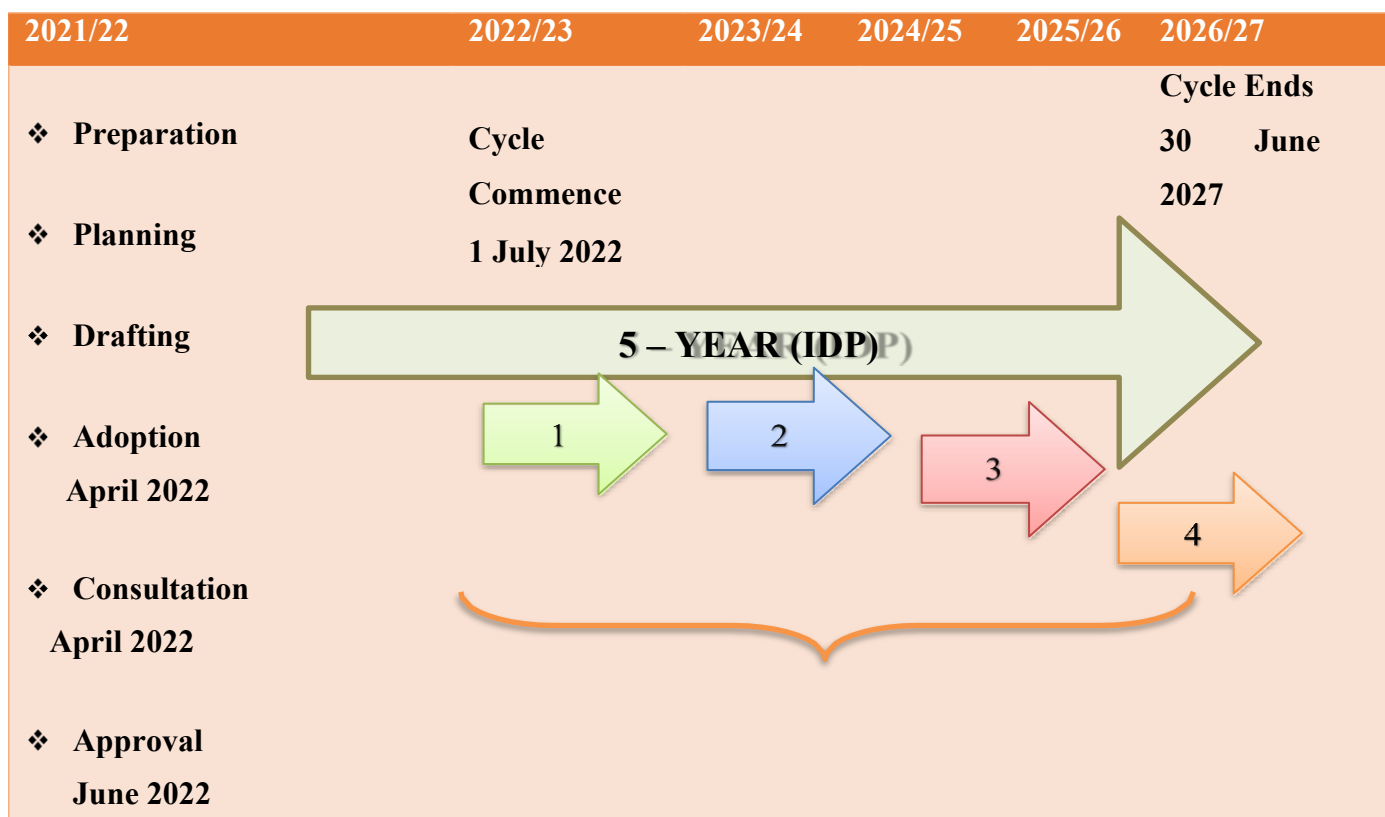 2021/22 2022/23 2023/24 2024/25 2025/26 2026/27
❖ Preparation
❖ Planning
❖ Drafting
❖ Adoption
April 2022
❖ Consultation
April 2022
❖ Approval
June 2022
Cycle
Commence
1 July 2022
Cycle Ends
30 June
2027
5 – YEAR (IDP)
1
2
3
4